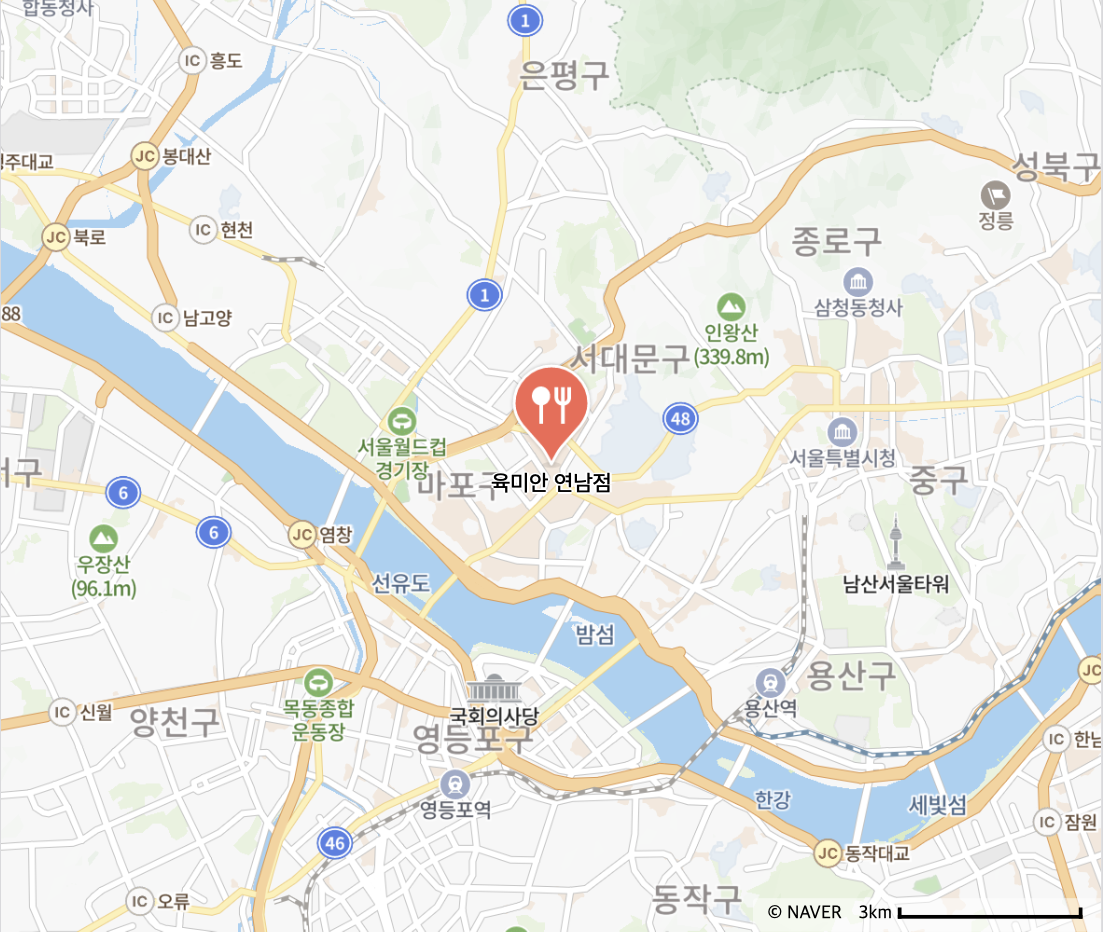 합동청사
1
IC 흥도
은평구
JC 봉대산
성북구
정릉
IC 현천
JC 북로
종로구
삼청동청사
1
88
IC 남고양
인왕산
(339.8m)
서대문구
48
서울월드컵
경기장
서울특별시청
마포구
육미안 연남점
중구
6
6
JC 염창
우장산
(96.1m)
선유도
남산서울타워
밤섬
용산구
JC
목동종합
운동장
용산역
IC 신월
양천구
국회의사당
영등포구
IC
영등포역
한강
세빛섬
IC 잠원
46
JC 동작대교
IC 오류
동작구
© NAVER 3km